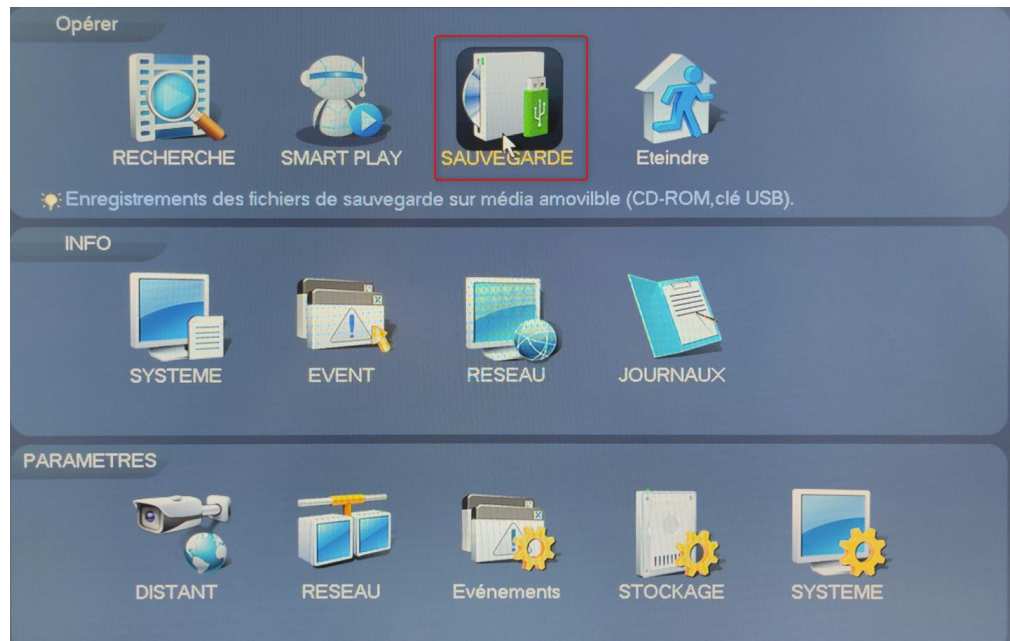 Opérer
RECHERCHE
SMART PLAY
SAUVEGARDE
Eteindre
Enregistrements des fichiers de sauvegarde sur média amovilble (CD-ROM,clé USB).
INFO
SYSTEME
EVENT
RESEAU
JOURNAUX
PARAMETRES
DISTANT
RESEAU
Evénements
STOCKAGE
SYSTEME